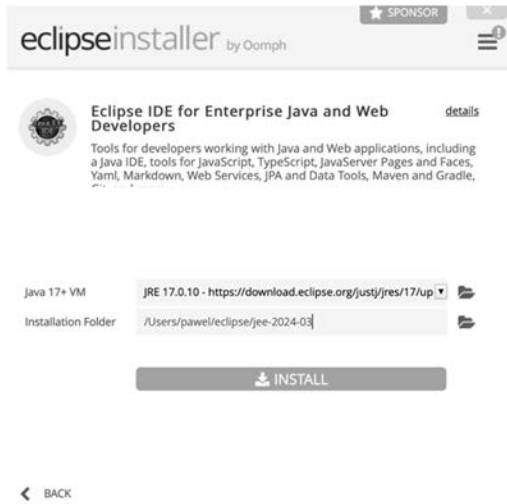 SPONSOR
eclipseinstaller by Oomph
Eclipse IDE for Enterprise Java and Web
Developers
details
Tools for developers working with Java and Web applications, including
a Java IDE, tools for JavaScript, TypeScript, JavaServer Pages and Faces,
Yaml, Markdown, Web Services, JPA and Data Tools, Maven and Gradle,
Java 17+ VM
JRE 17.0.10 - https://download.eclipse.org/justj/jres/17/up
Installation Folder
/Users/pawel/eclipse/jee-2024-03
INSTALL
BACK